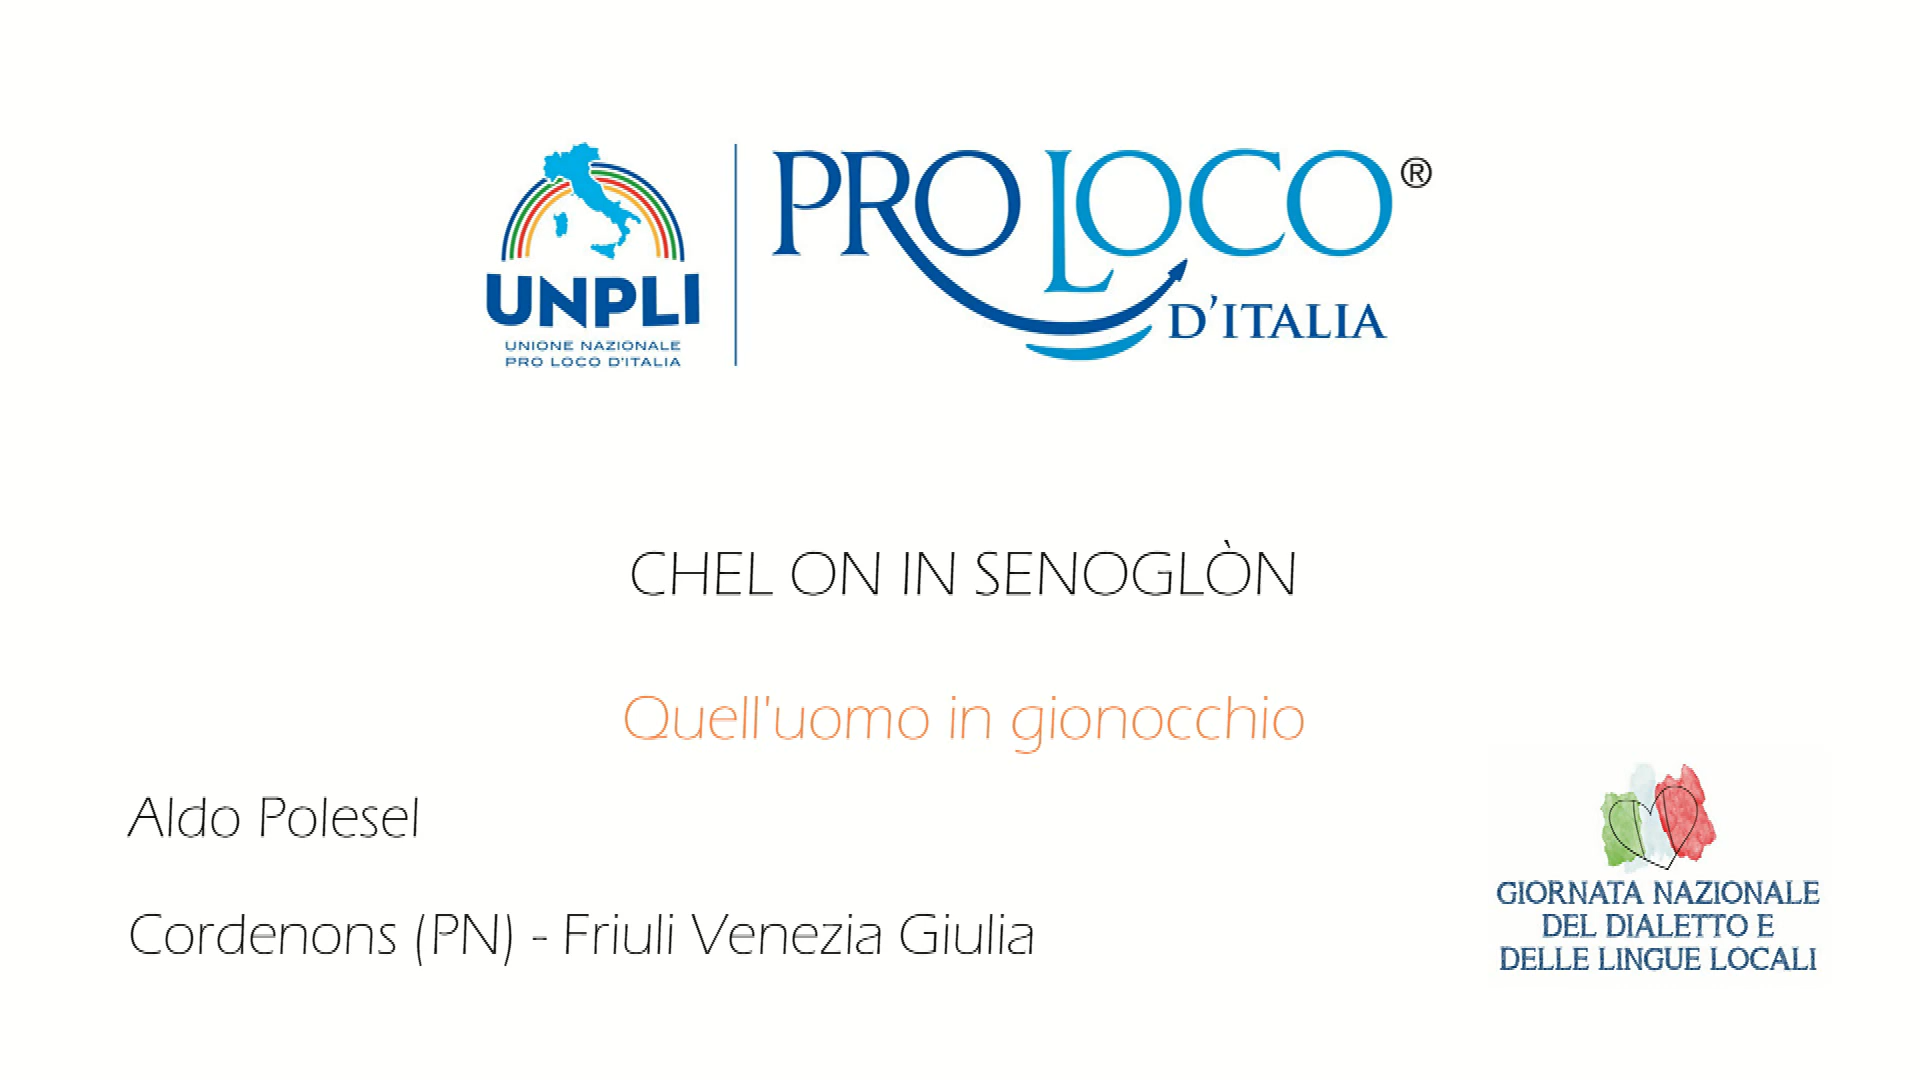 UNPLI
UNIONE NAZIONALE
PRO LOCO D'ITALIA
PRO LOCO®
D'ITALIA
CHEL ON IN SENOGLÒN
Quell'uomo in gionocchio
Aldo Polesel
Cordenons (PN) - Friuli Venezia Giulia
GIORNATA NAZIONALE
DEL DIALETTO E
DELLE LINGUE LOCALI